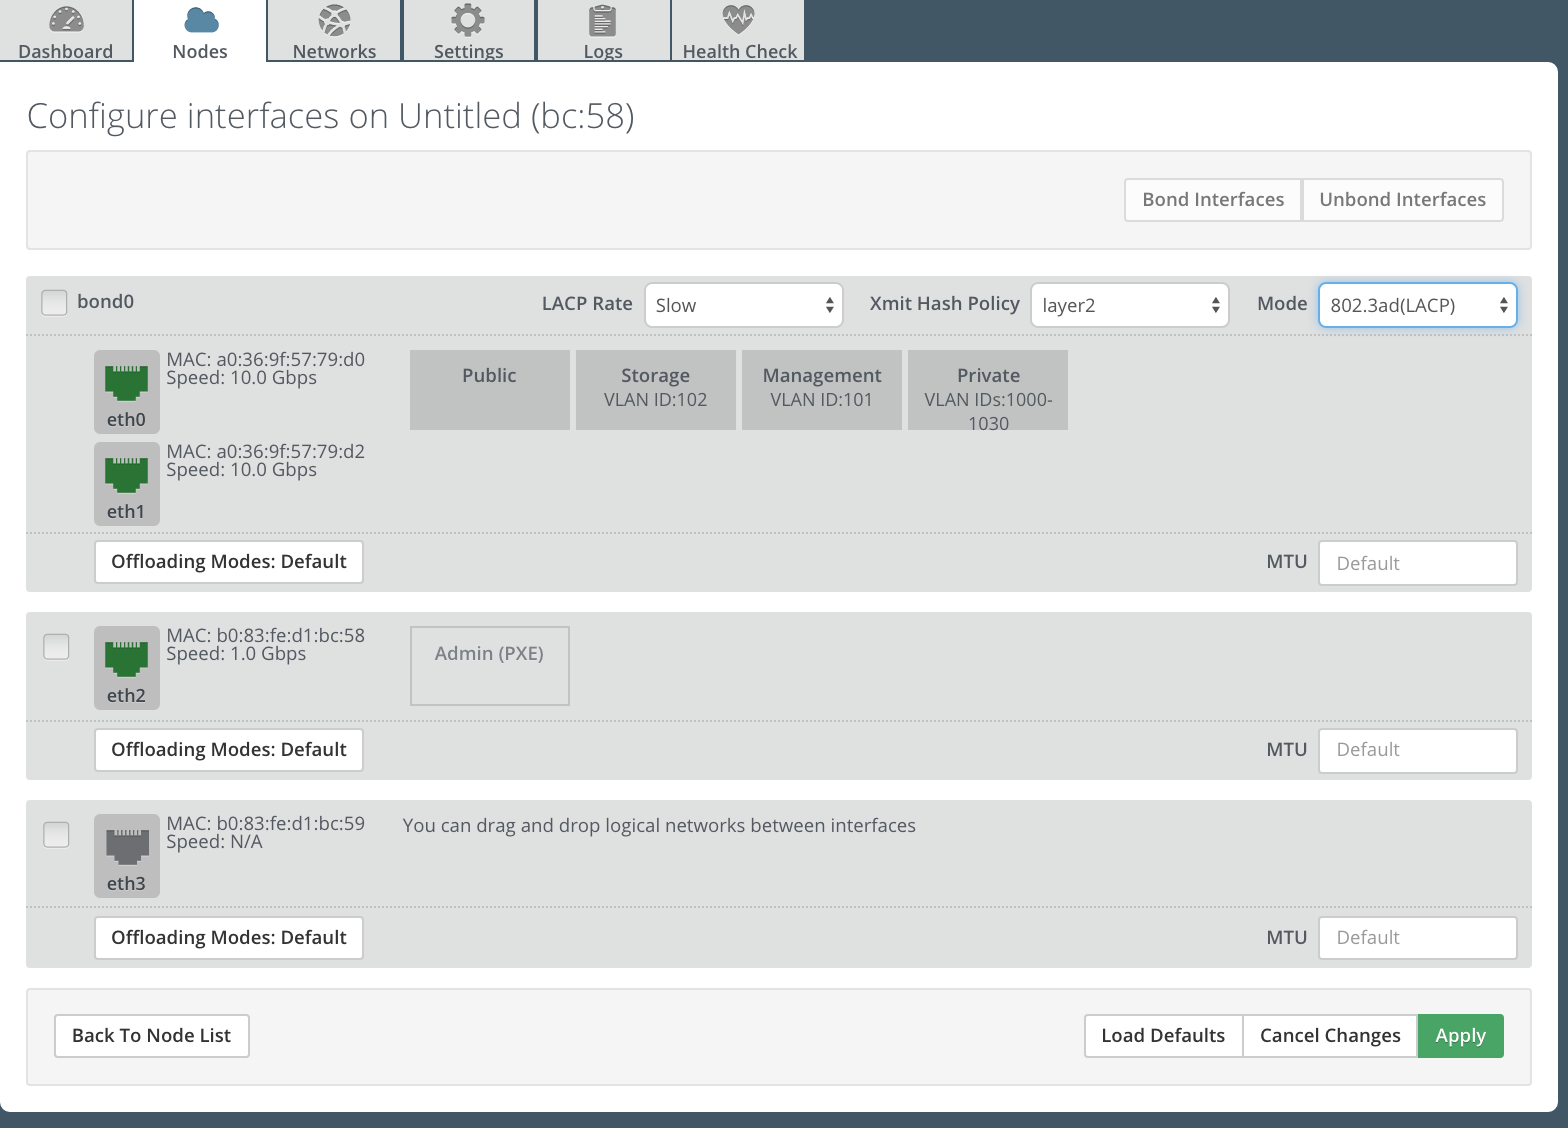 Dashboard
Nodes
Networks
Settings
Logs
Health Check
Configure interfaces on Untitled (bc:58)
Bond Interfaces
Unbond Interfaces
bond0
LACP Rate
Slow
Xmit Hash Policy
layer2
Mode
802.3ad(LACP)
eth0
MAC: a0:36:9f:57:79:d0
Speed: 10.0 Gbps
Public
Storage
VLAN ID:102
Management
VLAN ID:101
Private
VLAN IDs:1000-
1030
eth1
MAC: a0:36:9f:57:79:d2
Speed: 10.0 Gbps
Offloading Modes: Default
MTU
Default
eth2
MAC: b0:83:fe:d1:bc:58
Speed: 1.0 Gbps
Admin (PXE)
Offloading Modes: Default
MTU
Default
eth3
MAC: b0:83:fe:d1:bc:59
Speed: N/A
You can drag and drop logical networks between interfaces
Offloading Modes: Default
MTU
Default
Back To Node List
Load Defaults
Cancel Changes
Apply